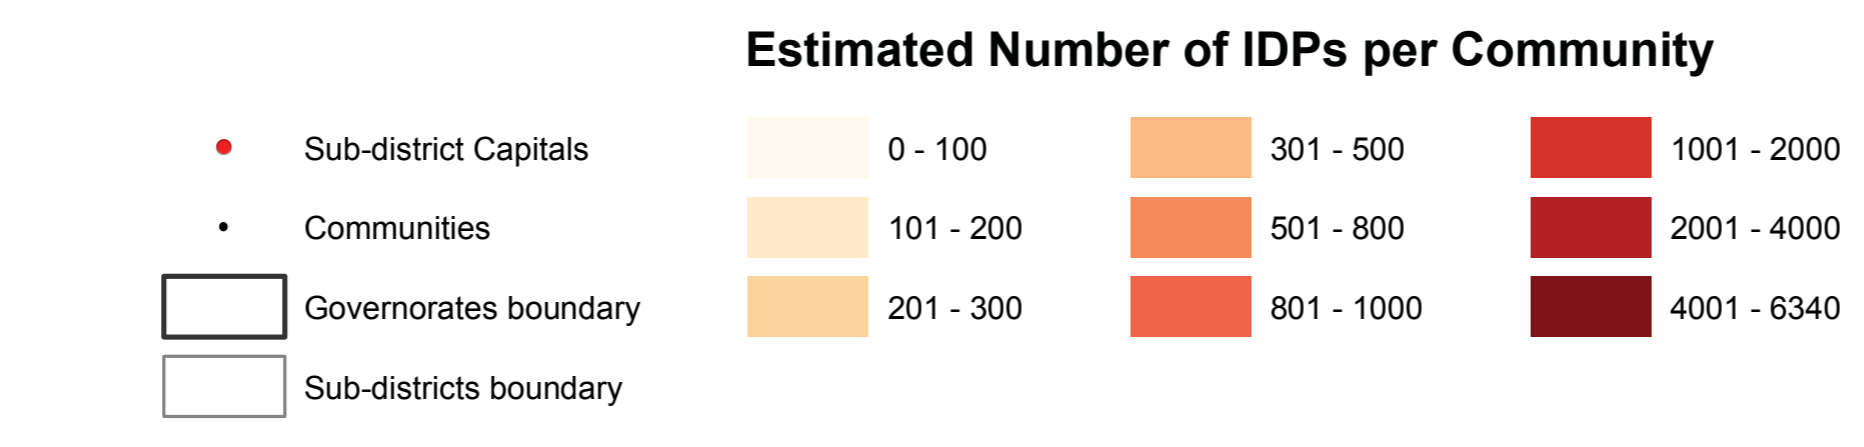 Estimated Number of IDPs per Community
Sub-district Capitals
Communities
Governorates boundary
Sub-districts boundary
0 - 100
101 - 200
201 - 300
301 - 500
501 - 800
801 - 1000
1001 - 2000
2001 - 4000
4001 - 6340